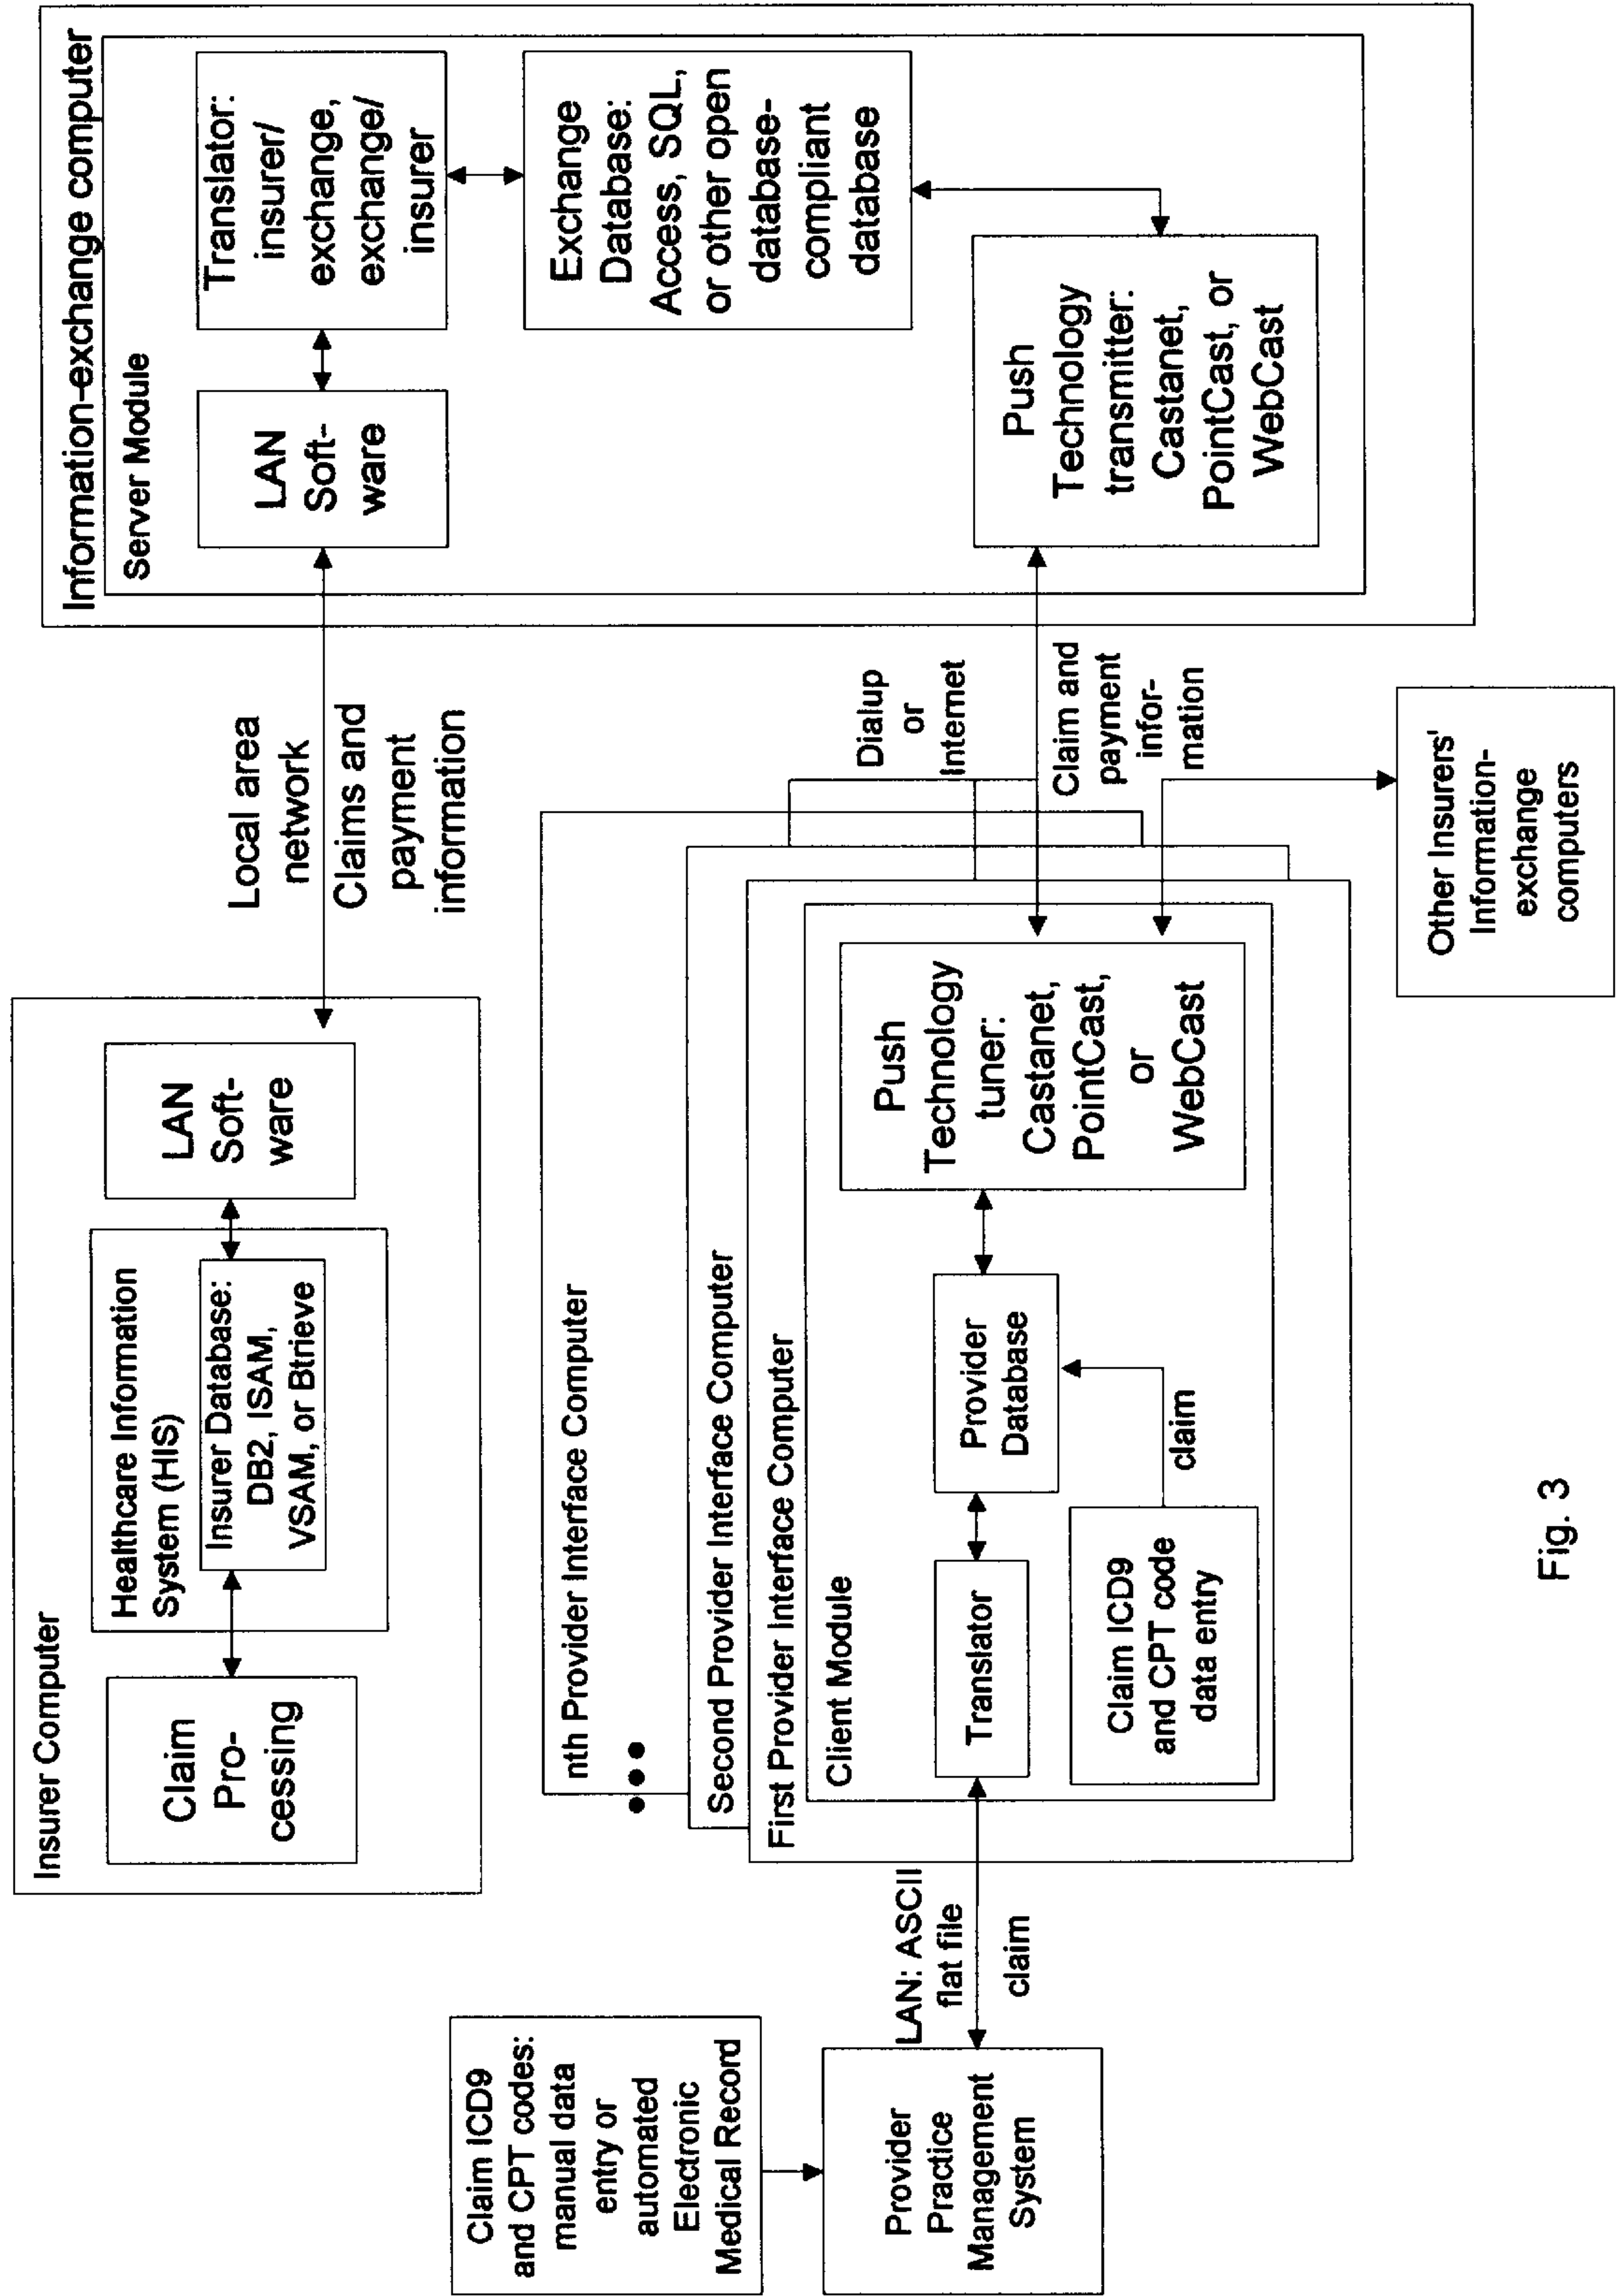 Insurer Computer
Claim
Pro-
cessing
Healthcare Information
System (HIS)
Insurer Database:
DB2, ISAM,
VSAM, or Btrieve
LAN
Soft-
ware
Local area
network
Claims and
payment
information
Information-exchange computer
Server Module
LAN
Soft-
ware
Translator:
insurer/
exchange,
exchange/
insurer
Exchange
Database:
Access, SQL,
or other open
database-
compliant
database
Push
Technology
transmitter:
Castanet,
PointCast, or
WebCast
Claim ICD9
and CPT codes:
manual data
entry or
automated
Electronic
Medical Record
Provider
Practice
Management
System
LAN: ASCII
flat file
claim
nth Provider Interface Computer
Second Provider Interface Computer
First Provider Interface Computer
Client Module
Translator
Provider
Database
Claim ICD9
and CPT code
data entry
claim
Push
Technology
tuner:
Castanet,
PointCast,
or
WebCast
Dialup
or
Internet
Claim and
payment
infor-
mation
Other Insurers'
Information-
exchange
computers
Fig. 3